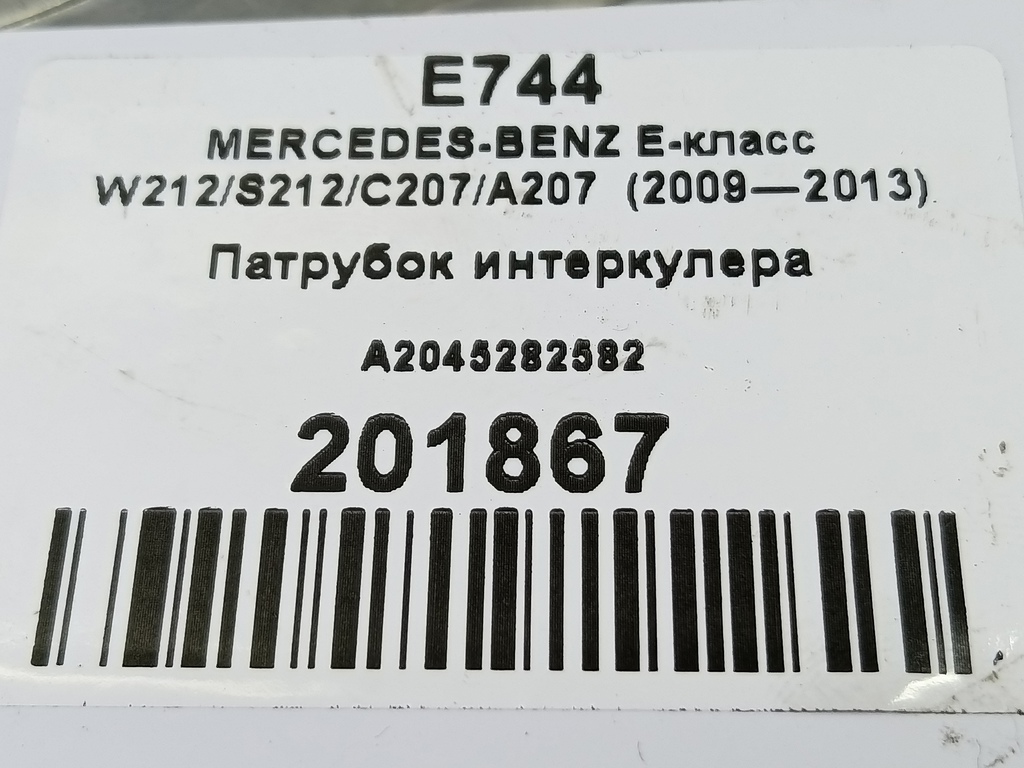 E744
MERCEDES-BENZ E-класс
W212/S212/C207/A207 (2009—2013)
Патрубок интеркулера
A2045282582
201867